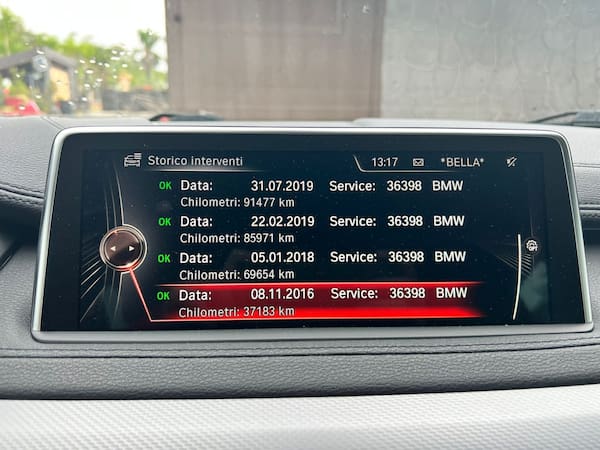 Storico interventi 13:17 *BELLA*
OK Data: 31.07.2019 Service: 36398 BMW
Chilometri: 91477 km
OK Data: 22.02.2019 Service: 36398 BMW
Chilometri: 85971 km
OK Data: 05.01.2018 Service: 36398 BMW
Chilometri: 69654 km
OK Data: 08.11.2016 Service: 36398 BMW
Chilometri: 37183 km